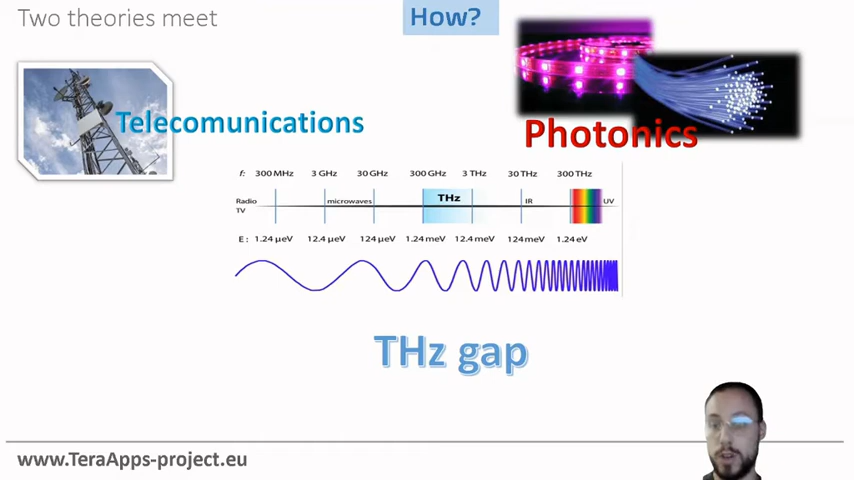 Two theories meet
How?
Telecomunications
Photonics
f: 300 MHz 3 GHz 30 GHz 300 GHz 3 THz 30 THz 300 THz
Radio microwaves THz IR UV
TV
E : 1.24 µeV 12.4 µeV 124 µeV 1.24 meV 12.4 meV 124 meV 1.24 eV
THz gap
www.TeraApps-project.eu